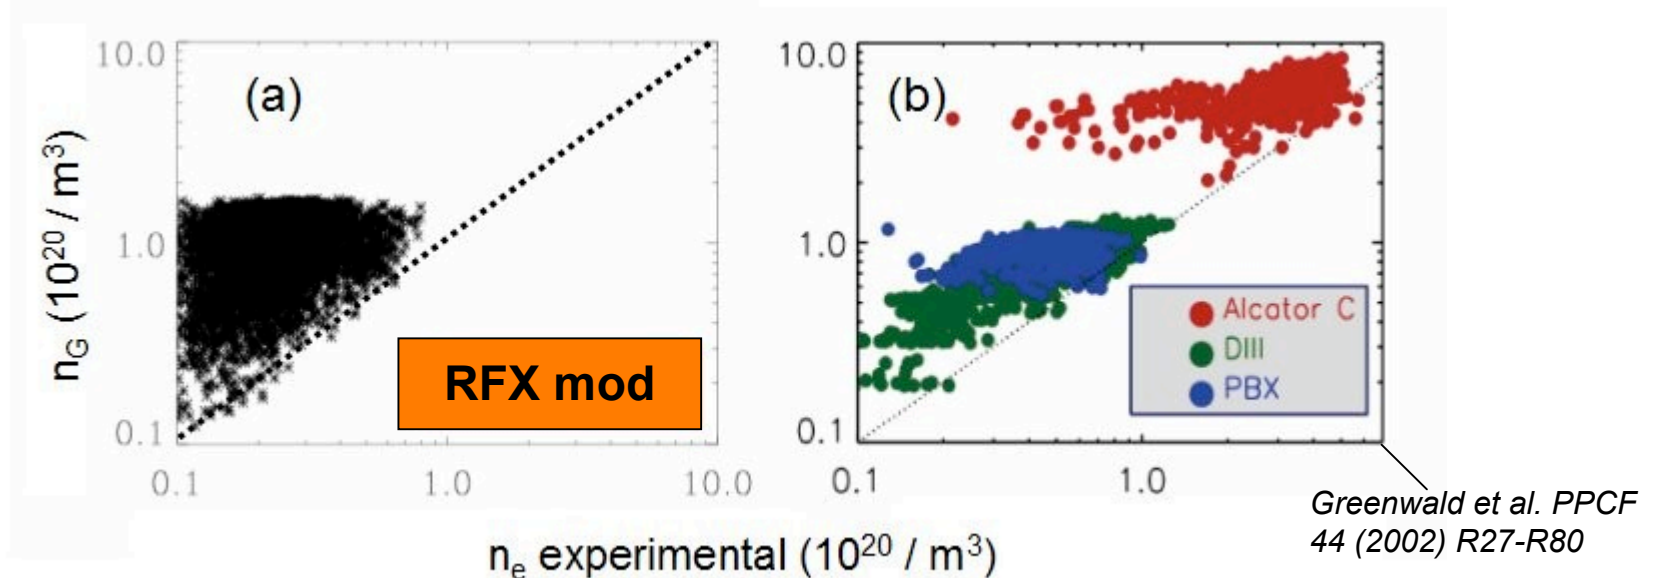 10.0
(a)
1.0
0.1
0.1
1.0
10.0
n_G (10^20 / m^3)
RFX mod
10.0
(b)
1.0
0.1
0.1
1.0
Alcator C
DIII
PBX
n_e experimental (10^20 / m^3)
Greenwald et al. PPCF
44 (2002) R27-R80